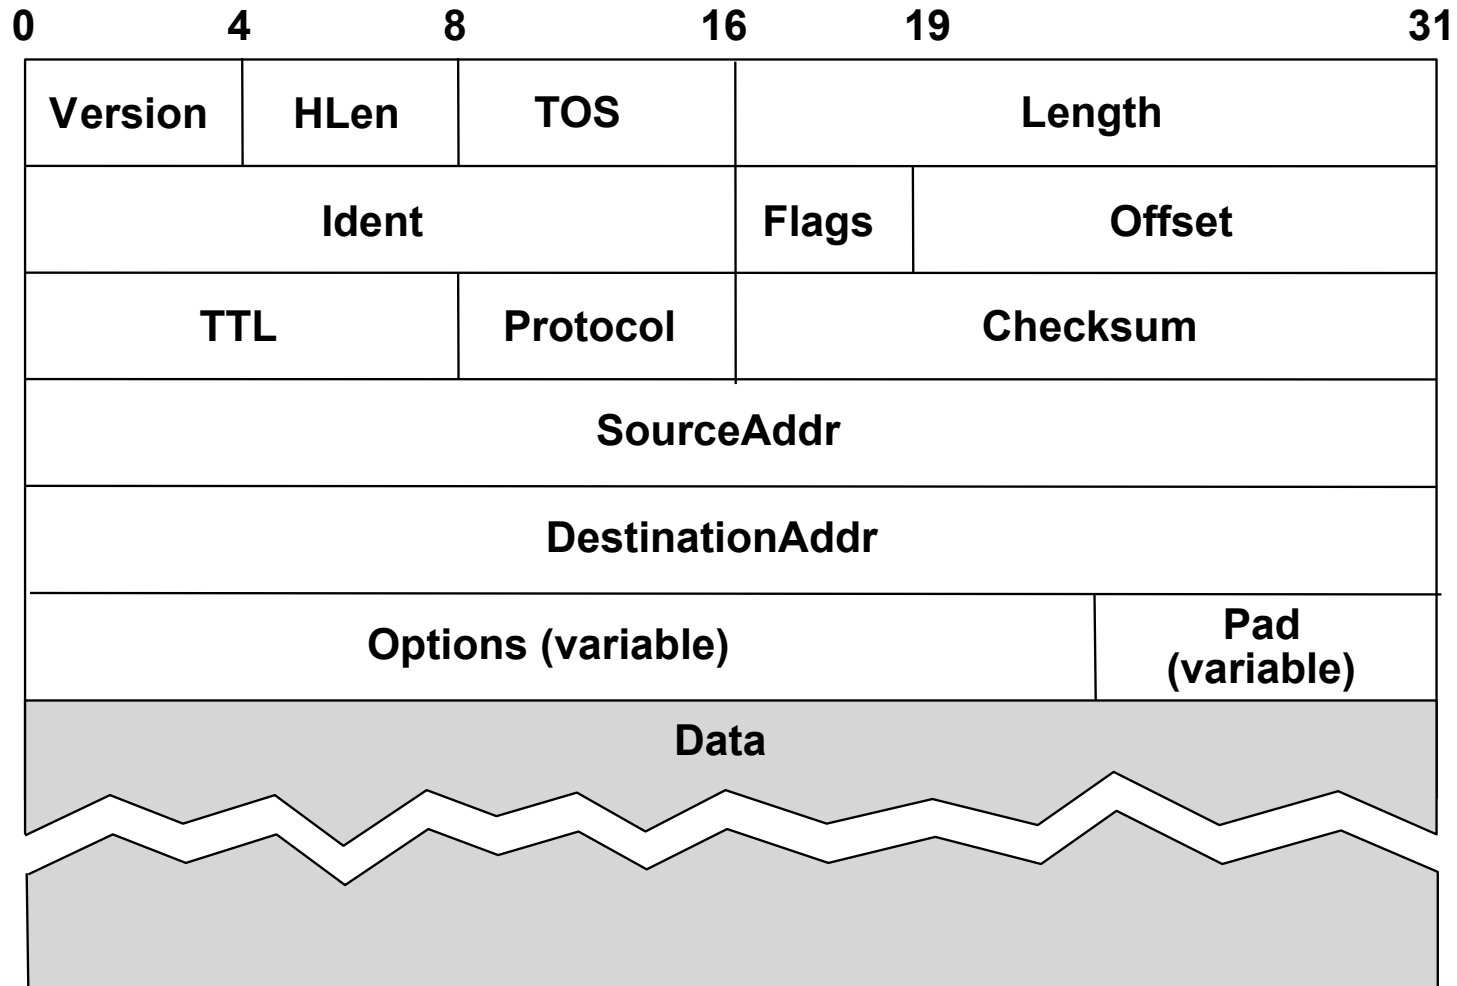 0 4 8 16 19 31
Version HLen TOS Length
Ident Flags Offset
TTL Protocol Checksum
SourceAddr
DestinationAddr
Options (variable) Pad
(variable)
Data